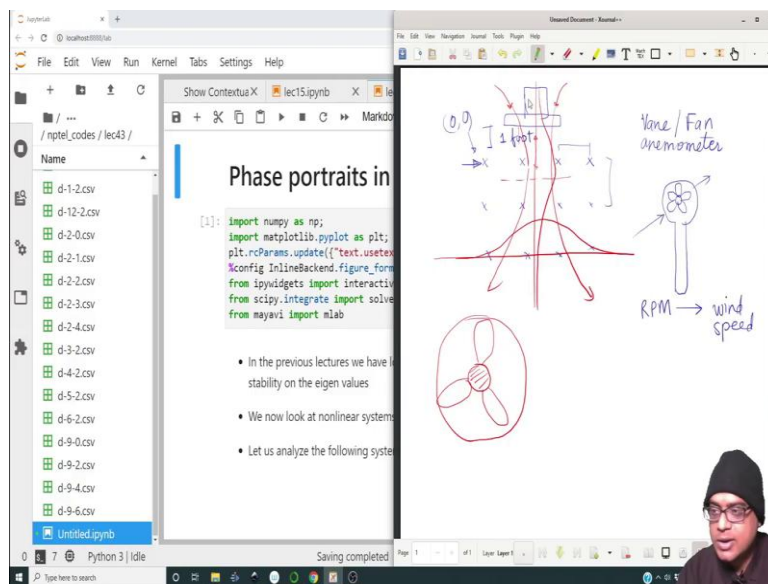 JupyterLab
localhost:8888/lab
File Edit View Run Kernel Tabs Settings Help
/ ···
/ nptel_codes / lec43 /
Name
d-1-2.csv
d-12-2.csv
d-2-0.csv
d-2-1.csv
d-2-2.csv
d-2-3.csv
d-2-4.csv
d-3-2.csv
d-4-2.csv
d-5-2.csv
d-6-2.csv
d-9-0.csv
d-9-2.csv
d-9-4.csv
d-9-6.csv
Untitled.ipynb
0 7 Python 3 | Idle Saving completed
Type here to search
Show Contextua lec15.ipynb le
Markdo
Phase portraits in
[1]: import numpy as np;
import matplotlib.pyplot as plt;
plt.rcParams.update({"text.usetex
%config InlineBackend.figure_form
from ipywidgets import interactiv
from scipy.integrate import solve
from mayavi import mlab
• In the previous lectures we have l
stability on the eigen values
• We now look at nonlinear systems
• Let us analyze the following syste
Unsaved Document - Xournal++
File Edit View Navigation Journal Tools Plugin Help
(0,0)
1 foot
Vane / Fan
anemometer
RPM → wind
speed
Page 1 of 1 Layer Layer 1